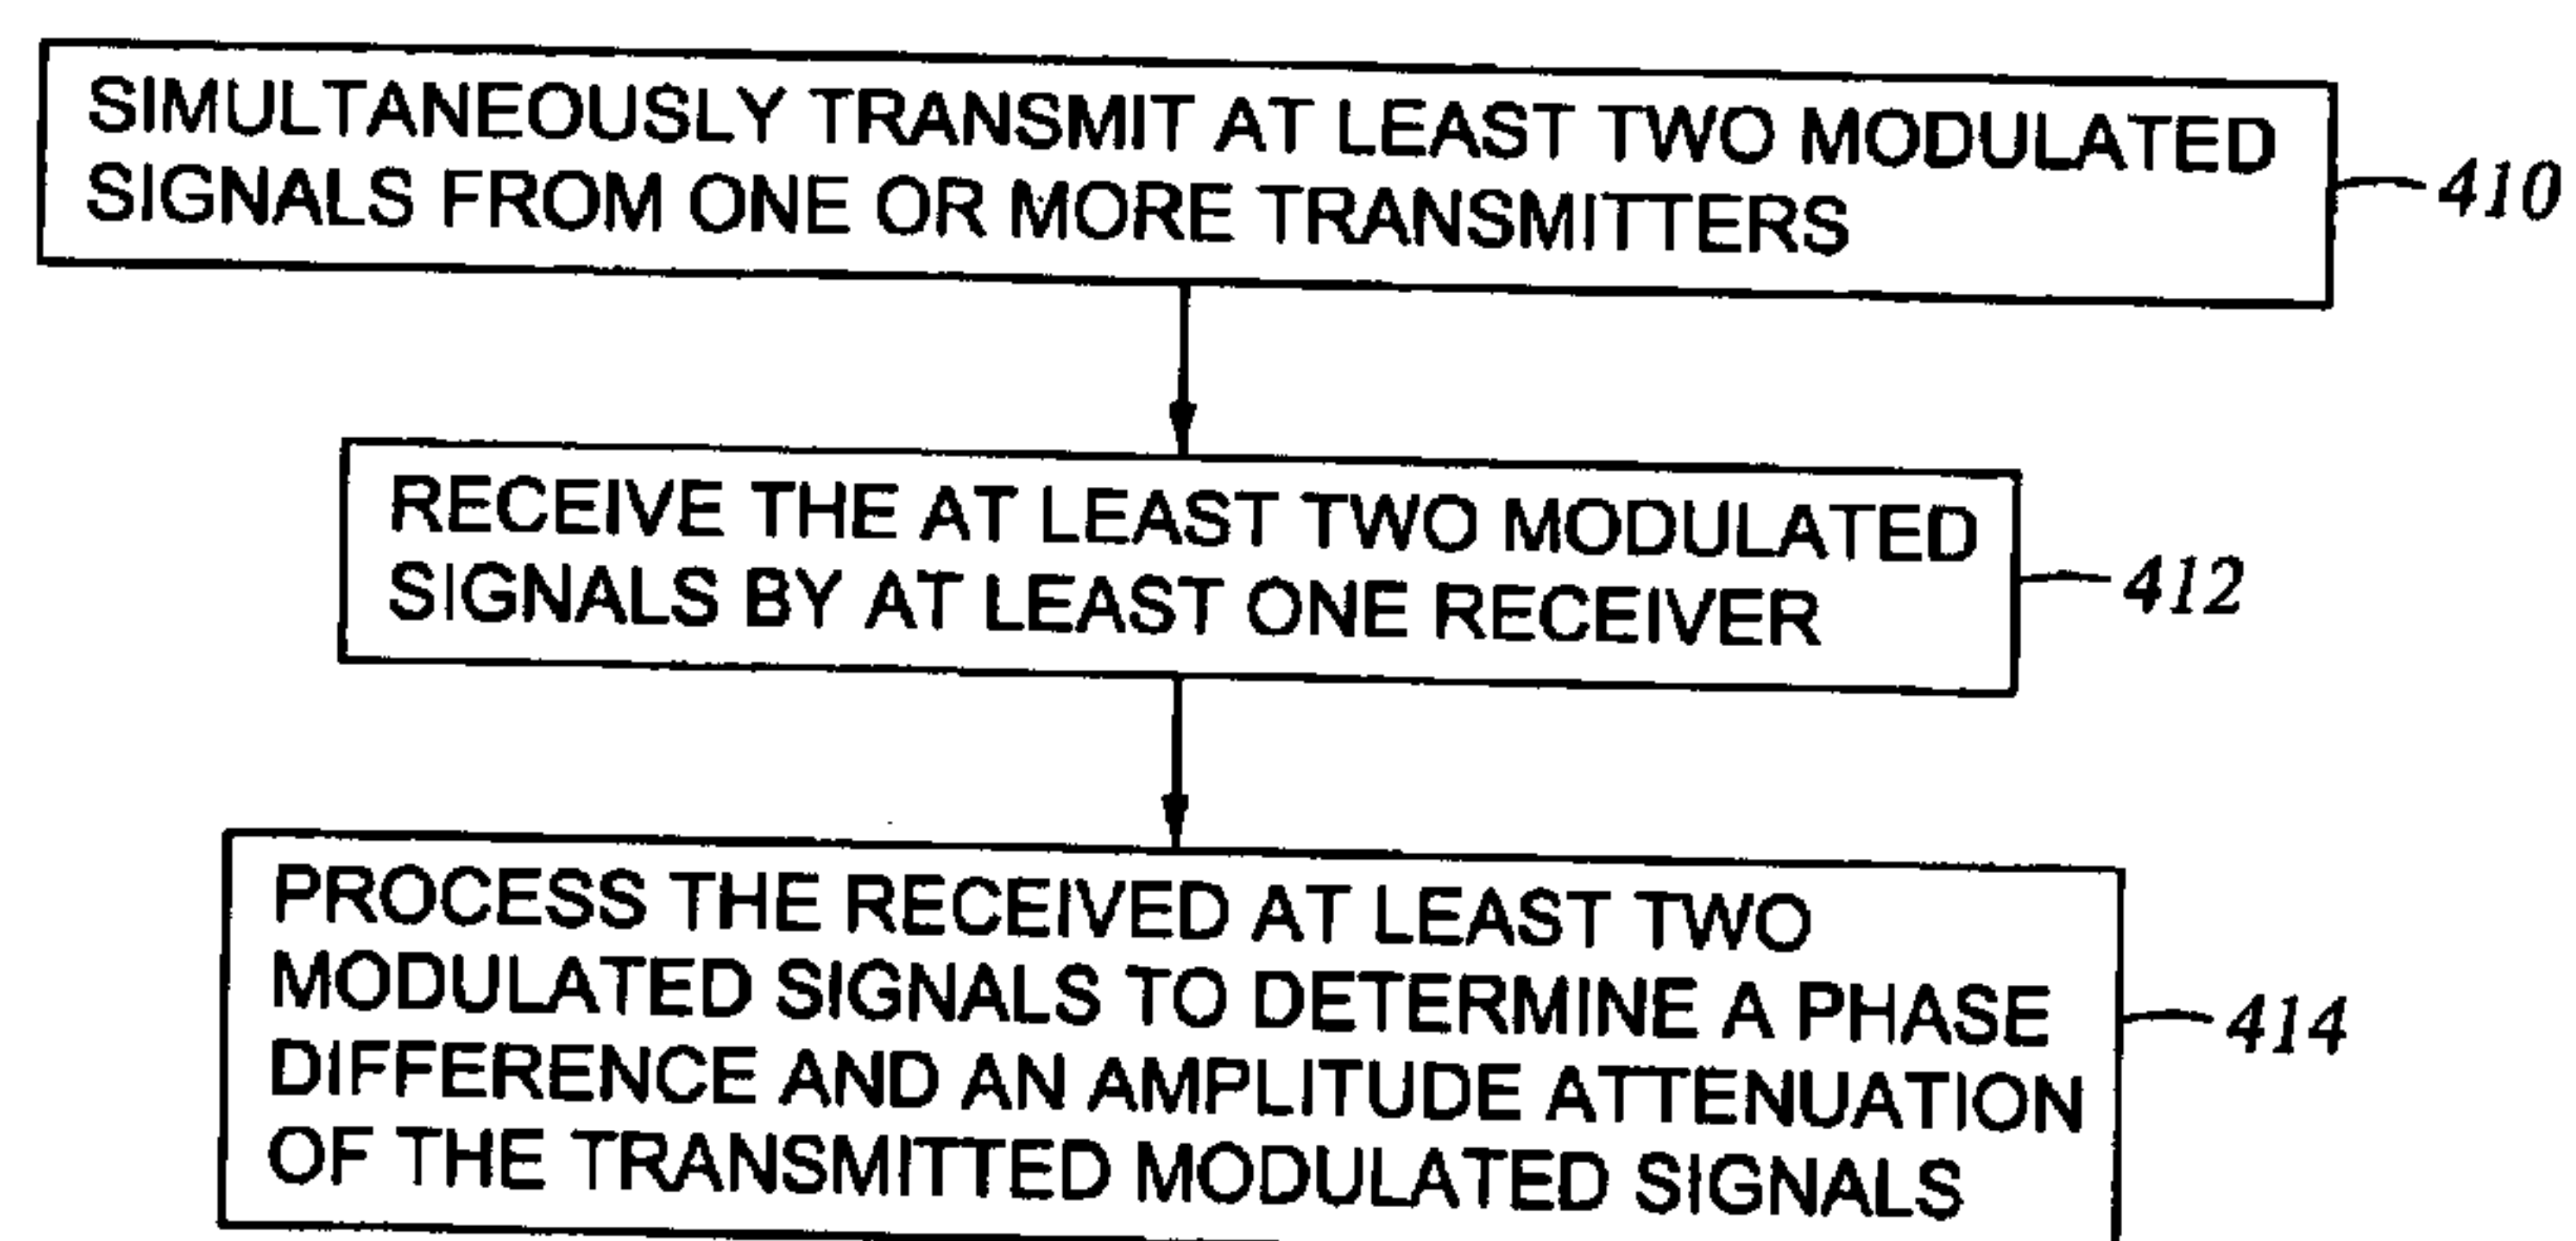 SIMULTANEOUSLY TRANSMIT AT LEAST TWO MODULATED
SIGNALS FROM ONE OR MORE TRANSMITTERS
410
RECEIVE THE AT LEAST TWO MODULATED
SIGNALS BY AT LEAST ONE RECEIVER
412
PROCESS THE RECEIVED AT LEAST TWO
MODULATED SIGNALS TO DETERMINE A PHASE
DIFFERENCE AND AN AMPLITUDE ATTENUATION
OF THE TRANSMITTED MODULATED SIGNALS
414